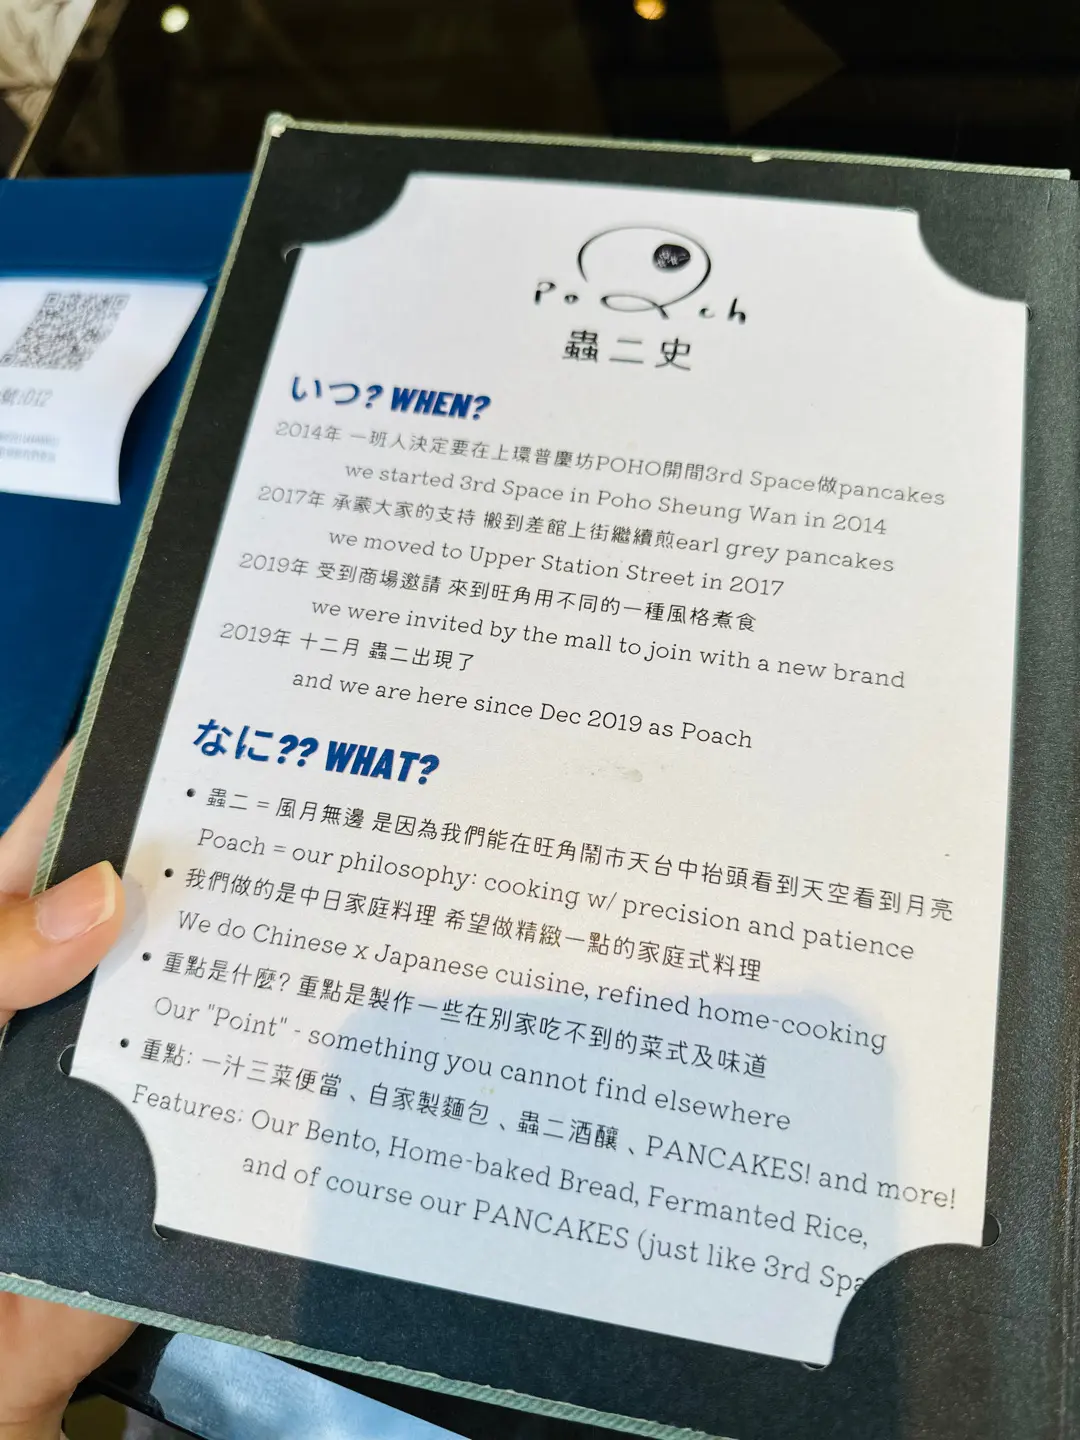 Poach
蟲二史
いつ? WHEN?
2014年 一班人決定要在上環普慶坊POHO開間3rd Space做pancakes
we started 3rd Space in Poho Sheung Wan in 2014
2017年 承蒙大家的支持 搬到差館上街繼續煎earl grey pancakes
we moved to Upper Station Street in 2017
2019年 受到商場邀請 來到旺角用不同的一種風格煮食
we were invited by the mall to join with a new brand
2019年 十二月 蟲二出現了
and we are here since Dec 2019 as Poach
なに?? WHAT?
• 蟲二 = 風月無邊 是因為我們能在旺角鬧市天台中抬頭看到天空看到月亮
Poach = our philosophy: cooking w/ precision and patience
• 我們做的是中日家庭料理 希望做精緻一點的家庭式料理
We do Chinese x Japanese cuisine, refined home-cooking
• 重點是什麼? 重點是製作一些在別家吃不到的菜式及味道
Our "Point" - something you cannot find elsewhere
• 重點: 一汁三菜便當、自家製麵包、蟲二酒釀、PANCAKES! and more!
Features: Our Bento, Home-baked Bread, Fermanted Rice,
and of course our PANCAKES (just like 3rd Spa
號:012